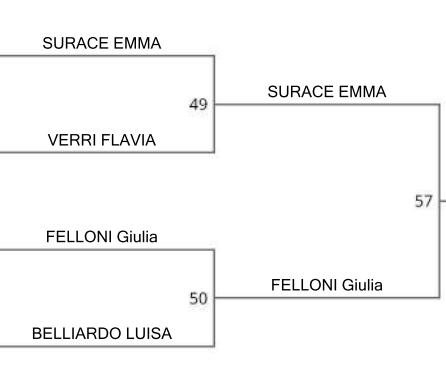 SURACE EMMA
49
SURACE EMMA
VERRI FLAVIA
57
FELLONI Giulia
50
FELLONI Giulia
BELLIARDO LUISA